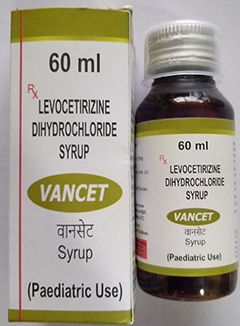 60 ml
Rx LEVOCETIRIZINE
DIHYDROCHLORIDE
SYRUP
VANCET
वानसेट
Syrup
(Paediatric Use)
60 ml
Rx LEVOCETIRIZINE
DIHYDROCHLORIDE
SYRUP
VANCET
वानसेट
Syrup
(Paediatric Use)